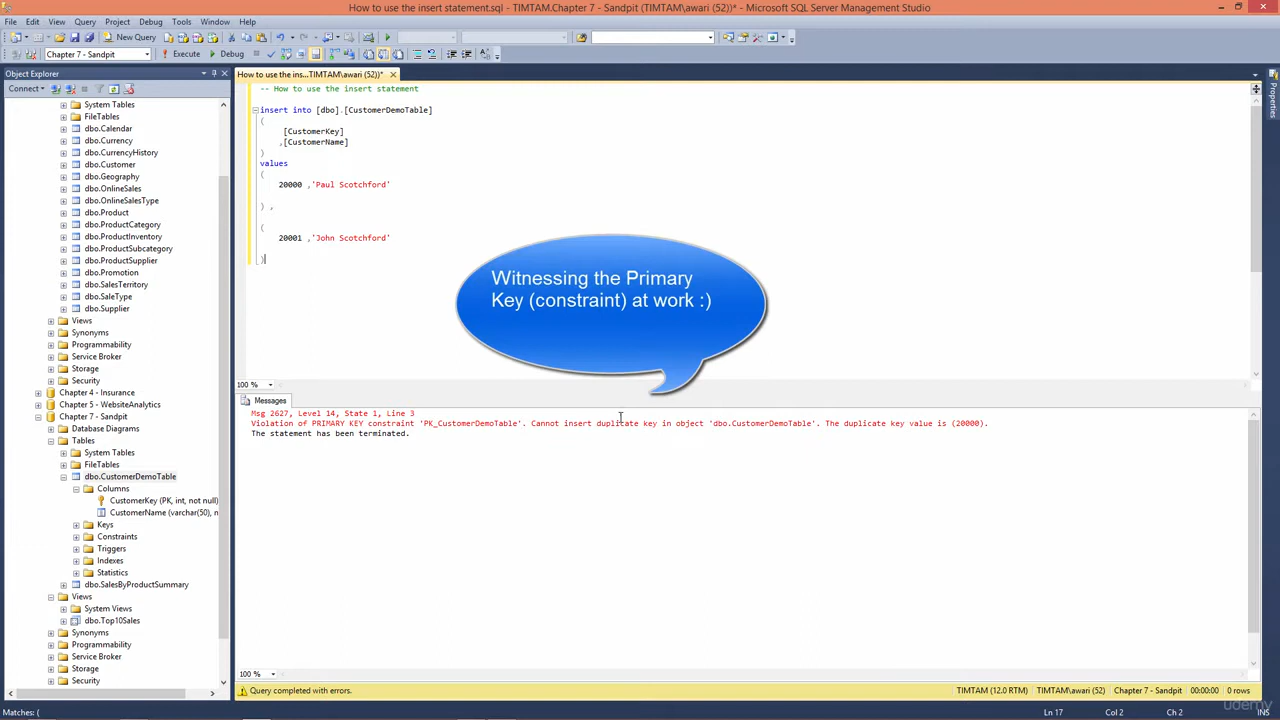 How to use the insert statement.sql - TIMTAM.Chapter 7 - Sandpit (TIMTAM\awari (52))* - Microsoft SQL Server Management Studio
File Edit View Query Project Debug Tools Window Help
New Query
Chapter 7 - Sandpit Execute Debug
Object Explorer
Connect
System Tables
FileTables
dbo.Calendar
dbo.Currency
dbo.CurrencyHistory
dbo.Customer
dbo.Geography
dbo.OnlineSales
dbo.OnlineSalesType
dbo.Product
dbo.ProductCategory
dbo.ProductInventory
dbo.ProductSubcategory
dbo.ProductSupplier
dbo.Promotion
dbo.SalesTerritory
dbo.SaleType
dbo.Supplier
Views
Synonyms
Programmability
Service Broker
Storage
Security
Chapter 4 - Insurance
Chapter 5 - WebsiteAnalytics
Chapter 7 - Sandpit
Database Diagrams
Tables
System Tables
FileTables
dbo.CustomerDemoTable
Columns
CustomerKey (PK, int, not null)
CustomerName (varchar(50), n
Keys
Constraints
Triggers
Indexes
Statistics
dbo.SalesByProductSummary
Views
System Views
dbo.Top10Sales
Synonyms
Programmability
Service Broker
Storage
Security
How to use the ins...TIMTAM\awari (52))*
-- How to use the insert statement
insert into [dbo].[CustomerDemoTable]
(
[CustomerKey]
,[CustomerName]
)
values
(
20000 ,'Paul Scotchford'
) ,
(
20001 ,'John Scotchford'
)
Witnessing the Primary
Key (constraint) at work :)
100 %
Messages
Msg 2627, Level 14, State 1, Line 3
Violation of PRIMARY KEY constraint 'PK_CustomerDemoTable'. Cannot insert duplicate key in object 'dbo.CustomerDemoTable'. The duplicate key value is (20000).
The statement has been terminated.
100 %
Query completed with errors. TIMTAM (12.0 RTM) TIMTAM\awari (52) Chapter 7 - Sandpit 00:00:00 0 rows
Properties
udemy
Matches: ( Ln 17 Col 2 Ch 2 INS